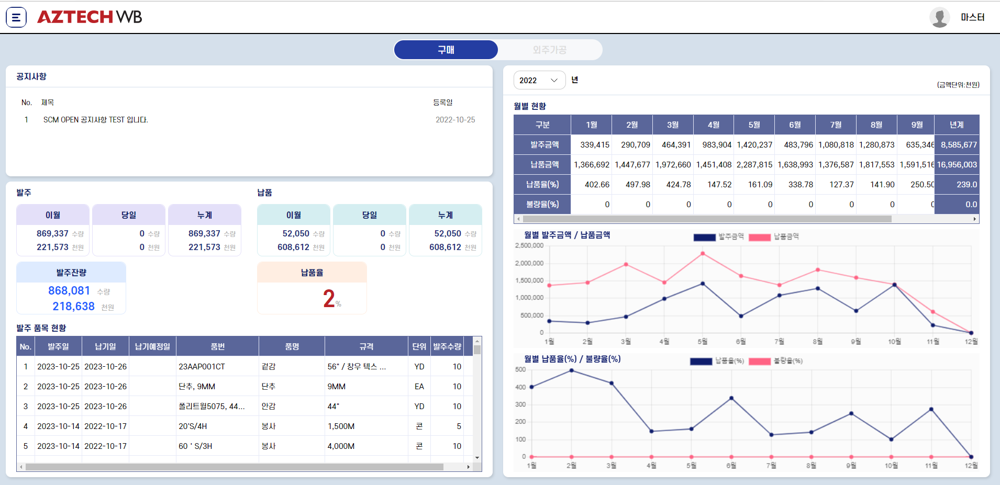 AZTECH WB
마스터
구매
외주가공
공지사항
No. 제목 등록일
1 SCM OPEN 공지사항 TEST 입니다. 2022-10-25
발주
이월 당일 누계
869,337 수량 0 수량 869,337 수량
221,573 천원 0 천원 221,573 천원
납품
이월 당일 누계
52,050 수량 0 수량 52,050 수량
608,612 천원 0 천원 608,612 천원
발주잔량
868,081 수량
218,638 천원
납품율
2 %
발주 품목 현황
No. 발주일 납기일 납기예정일 품번 품명 규격 단위 발주수량
1 2023-10-25 2023-10-26 23AAP001CT 겉감 56" / 창우 텍스 ... YD 10
2 2023-10-25 2023-10-26 단추, 9MM 단추 9MM EA 10
3 2023-10-25 2023-10-26 폴리트윌5075, 44... 안감 44" YD 10
4 2023-10-14 2022-10-17 20'S/4H 봉사 1,500M 콘 5
5 2023-10-14 2022-10-17 60 ' S/3H 봉사 4,000M 콘 10
2022 년
(금액단위:천원)
월별 현황
구분 1월 2월 3월 4월 5월 6월 7월 8월 9월 년계
발주금액 339,415 290,709 464,391 983,904 1,420,237 483,796 1,080,818 1,280,873 635,346 8,585,677
납품금액 1,366,692 1,447,677 1,972,660 1,451,408 2,287,815 1,638,993 1,376,587 1,817,553 1,591,516 16,956,003
납품율(%) 402.66 497.98 424.78 147.52 161.09 338.78 127.37 141.90 250.50 239.0
불량율(%) 0 0 0 0 0 0 0 0 0 0.0
월별 발주금액 / 납품금액
발주금액 납품금액
2,500,000
2,000,000
1,500,000
1,000,000
500,000
0
1월 2월 3월 4월 5월 6월 7월 8월 9월 10월 11월 12월
월별 납품율(%) / 불량율(%)
납품율(%) 불량율(%)
500
400
300
200
100
0
1월 2월 3월 4월 5월 6월 7월 8월 9월 10월 11월 12월